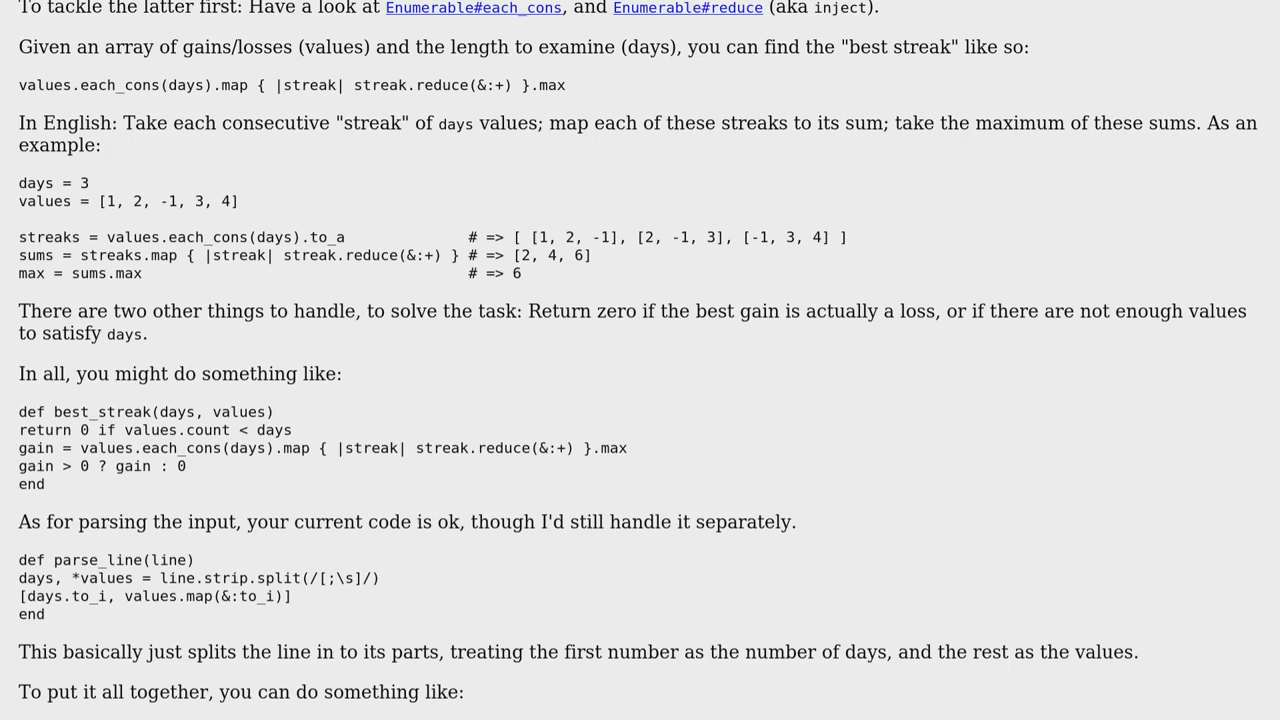 To tackle the latter first: Have a look at Enumerable#each_cons, and Enumerable#reduce (aka inject).
Given an array of gains/losses (values) and the length to examine (days), you can find the "best streak" like so:
values.each_cons(days).map { |streak| streak.reduce(&:+) }.max
In English: Take each consecutive "streak" of days values; map each of these streaks to its sum; take the maximum of these sums. As an
example:
days = 3
values = [1, 2, -1, 3, 4]
streaks = values.each_cons(days).to_a              # => [ [1, 2, -1], [2, -1, 3], [-1, 3, 4] ]
sums = streaks.map { |streak| streak.reduce(&:+) } # => [2, 4, 6]
max = sums.max                                     # => 6
There are two other things to handle, to solve the task: Return zero if the best gain is actually a loss, or if there are not enough values
to satisfy days.
In all, you might do something like:
def best_streak(days, values)
return 0 if values.count < days
gain = values.each_cons(days).map { |streak| streak.reduce(&:+) }.max
gain > 0 ? gain : 0
end
As for parsing the input, your current code is ok, though I'd still handle it separately.
def parse_line(line)
days, *values = line.strip.split(/[;\s]/)
[days.to_i, values.map(&:to_i)]
end
This basically just splits the line in to its parts, treating the first number as the number of days, and the rest as the values.
To put it all together, you can do something like: